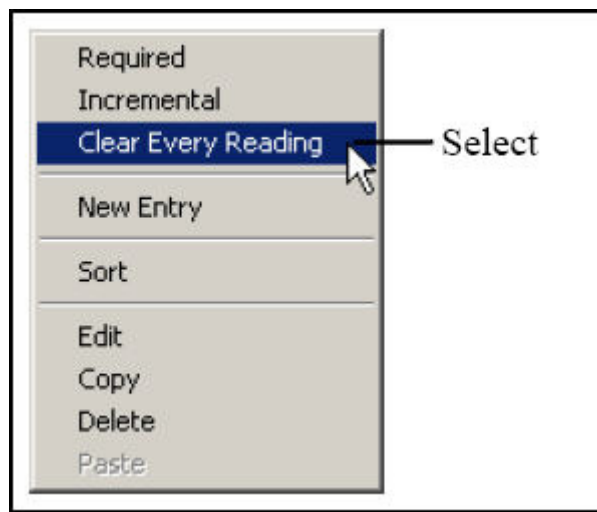 Required
Incremental
Clear Every Reading Select
New Entry
Sort
Edit
Copy
Delete
Paste